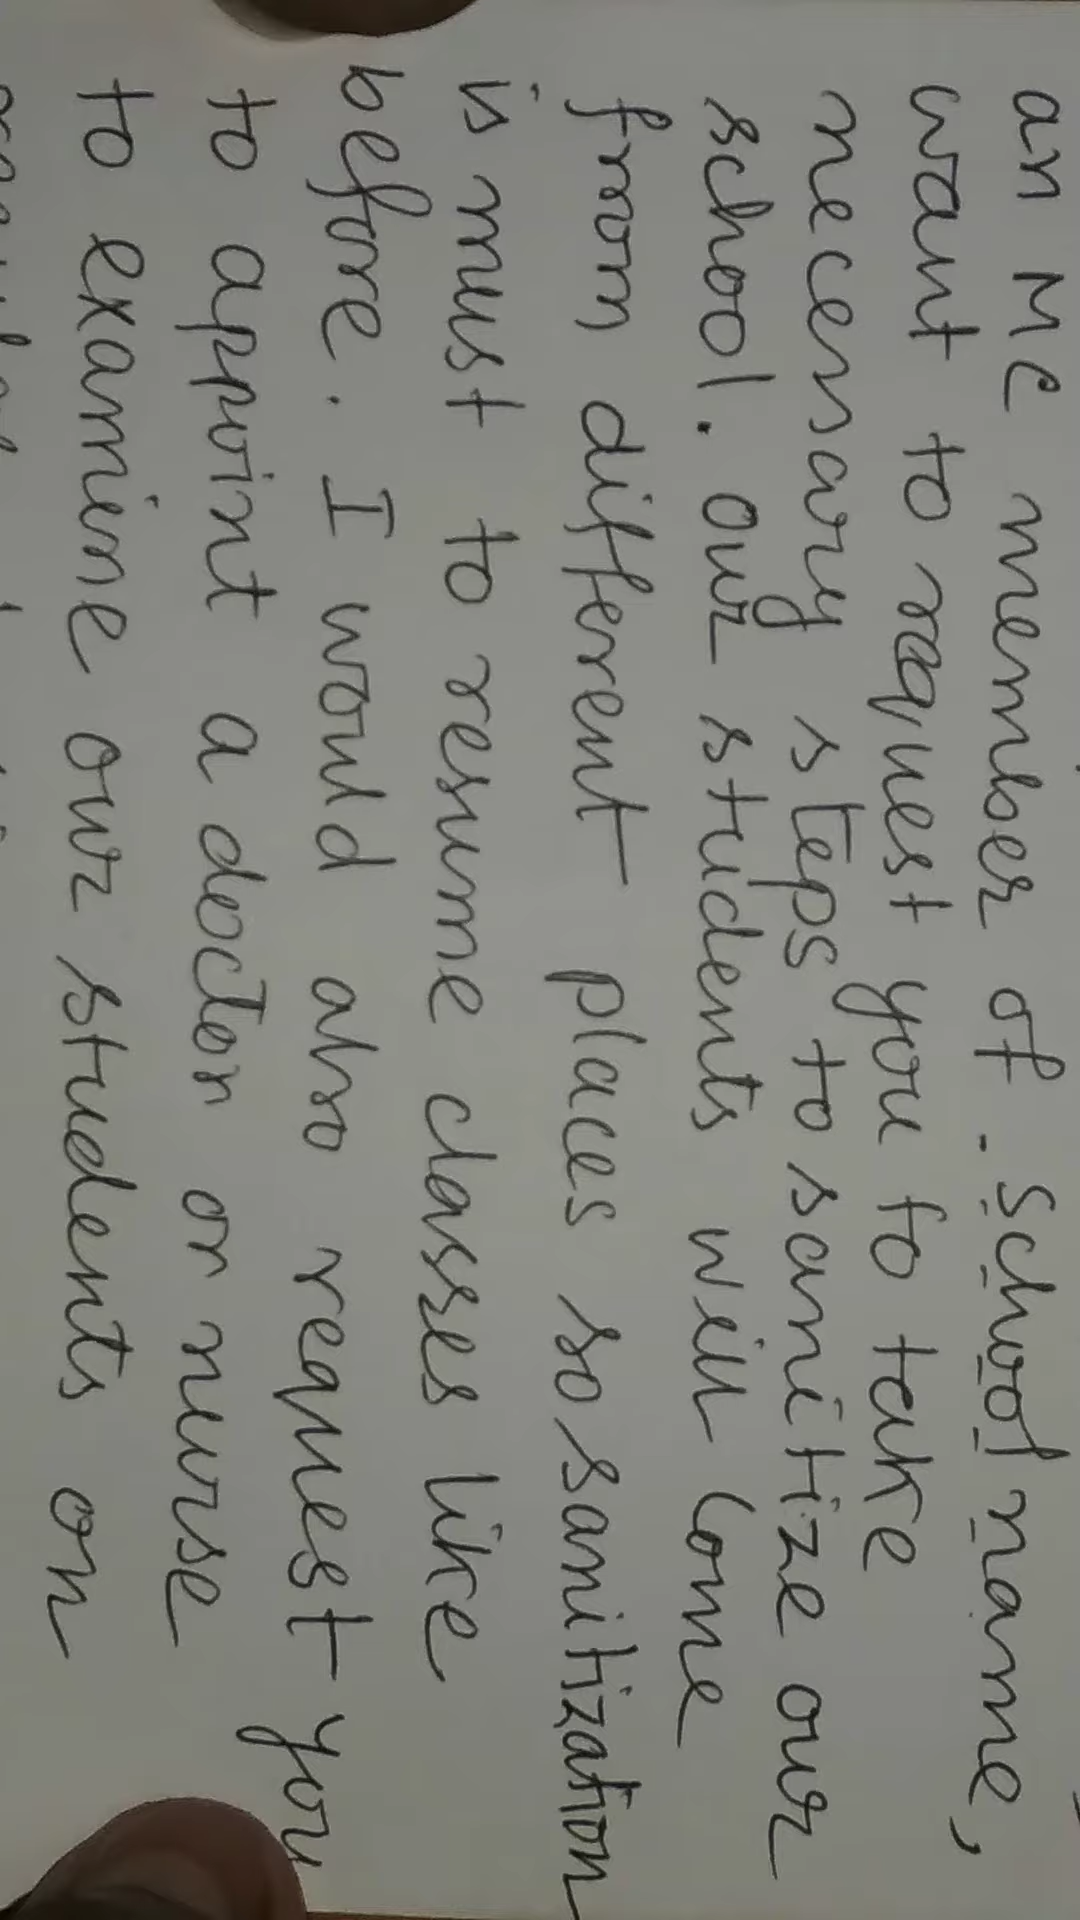 an MC member of . school name,
want to request you to take
necessary steps to sanitize our
school. our students will come
from different places so sanitization
is must to resume classes like
before. I would also request you
to appoint a doctor or nurse
to examine our students on